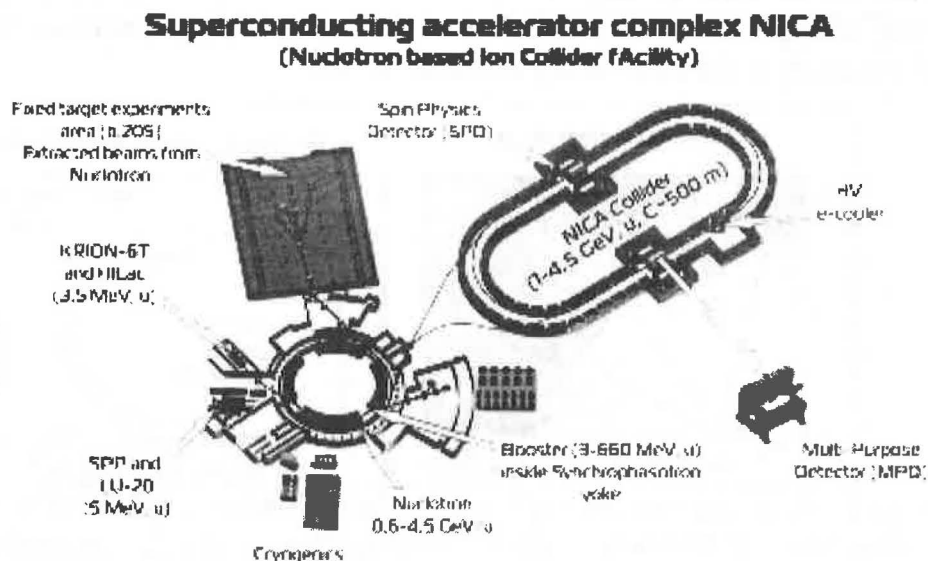 Superconducting accelerator complex NICA
(Nuclotron based Ion Collider fAcility)
Fixed target experiments
area (b.205)
Extracted beams from
Nuclotron
Spin Physics
Detector (SPD)
NICA Collider
(1-4.5 GeV/u, C~500 m)
HV
e-cooler
KRION-6T
and HILac
(3.5 MeV/u)
SPP and
LU-20
(5 MeV/u)
Cryogenics
Nuclotron
0.6-4.5 GeV/u
Booster (3-660 MeV/u)
inside Synchrophasotron
yoke
Multi-Purpose
Detector (MPD)